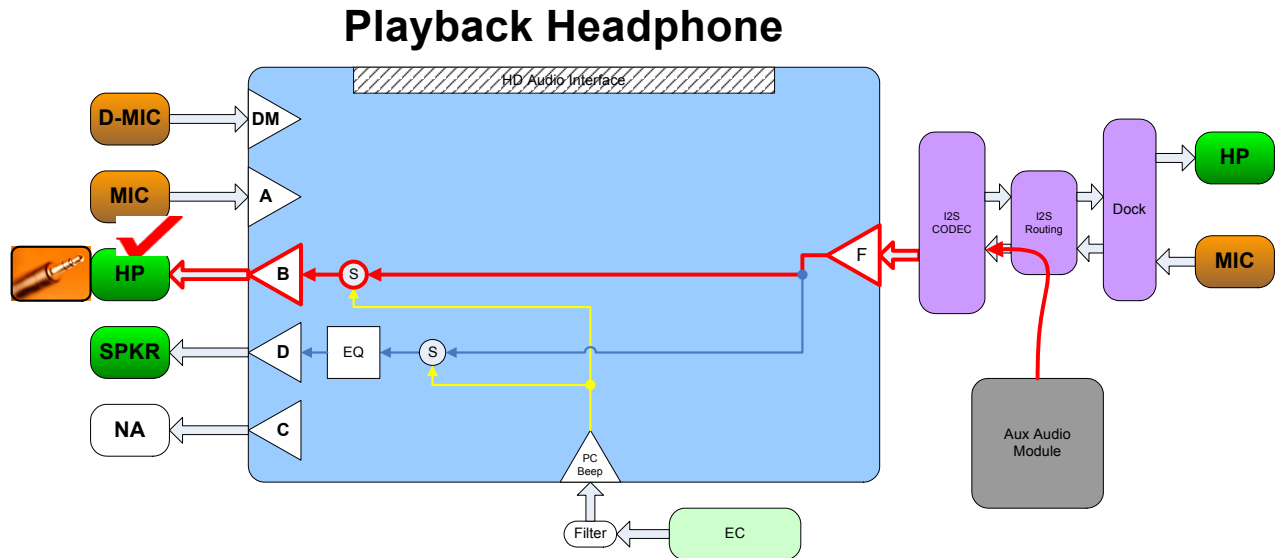 Playback Headphone
HD Audio Interface
D-MIC
DM
MIC
A
HP
B
S
F
I2S
CODEC
I2S
Routing
Dock
HP
MIC
SPKR
D
EQ
S
NA
C
PC
Beep
Aux Audio
Module
Filter
EC